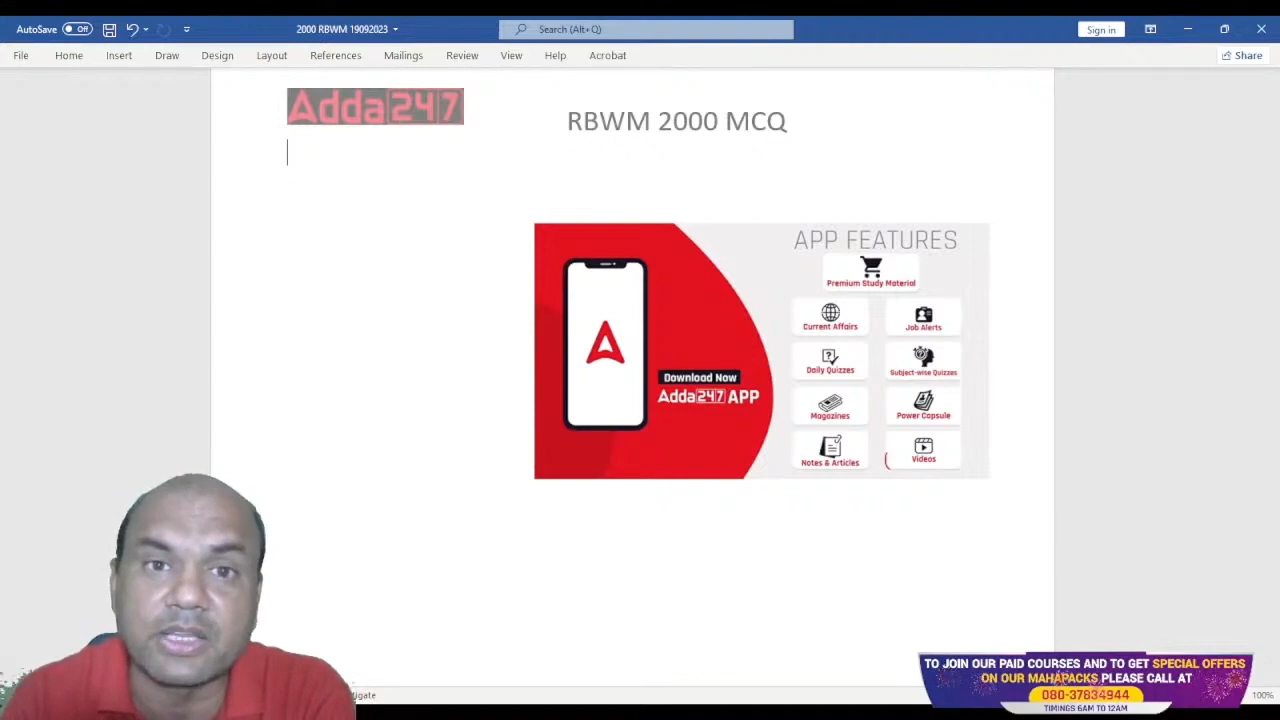 AutoSave Off
2000 RBWM 19092023
Search (Alt+Q)
Sign in
File Home Insert Draw Design Layout References Mailings Review View Help Acrobat
Share
Adda247
RBWM 2000 MCQ
APP FEATURES
Premium Study Material
Current Affairs
Job Alerts
Daily Quizzes
Subject-wise Quizzes
Download Now
Adda247 APP
Magazines
Power Capsule
Notes & Articles
Videos
TO JOIN OUR PAID COURSES AND TO GET SPECIAL OFFERS
ON OUR MAHAPACKS PLEASE CALL AT
080-37834944
TIMINGS 6AM TO 12AM
100%